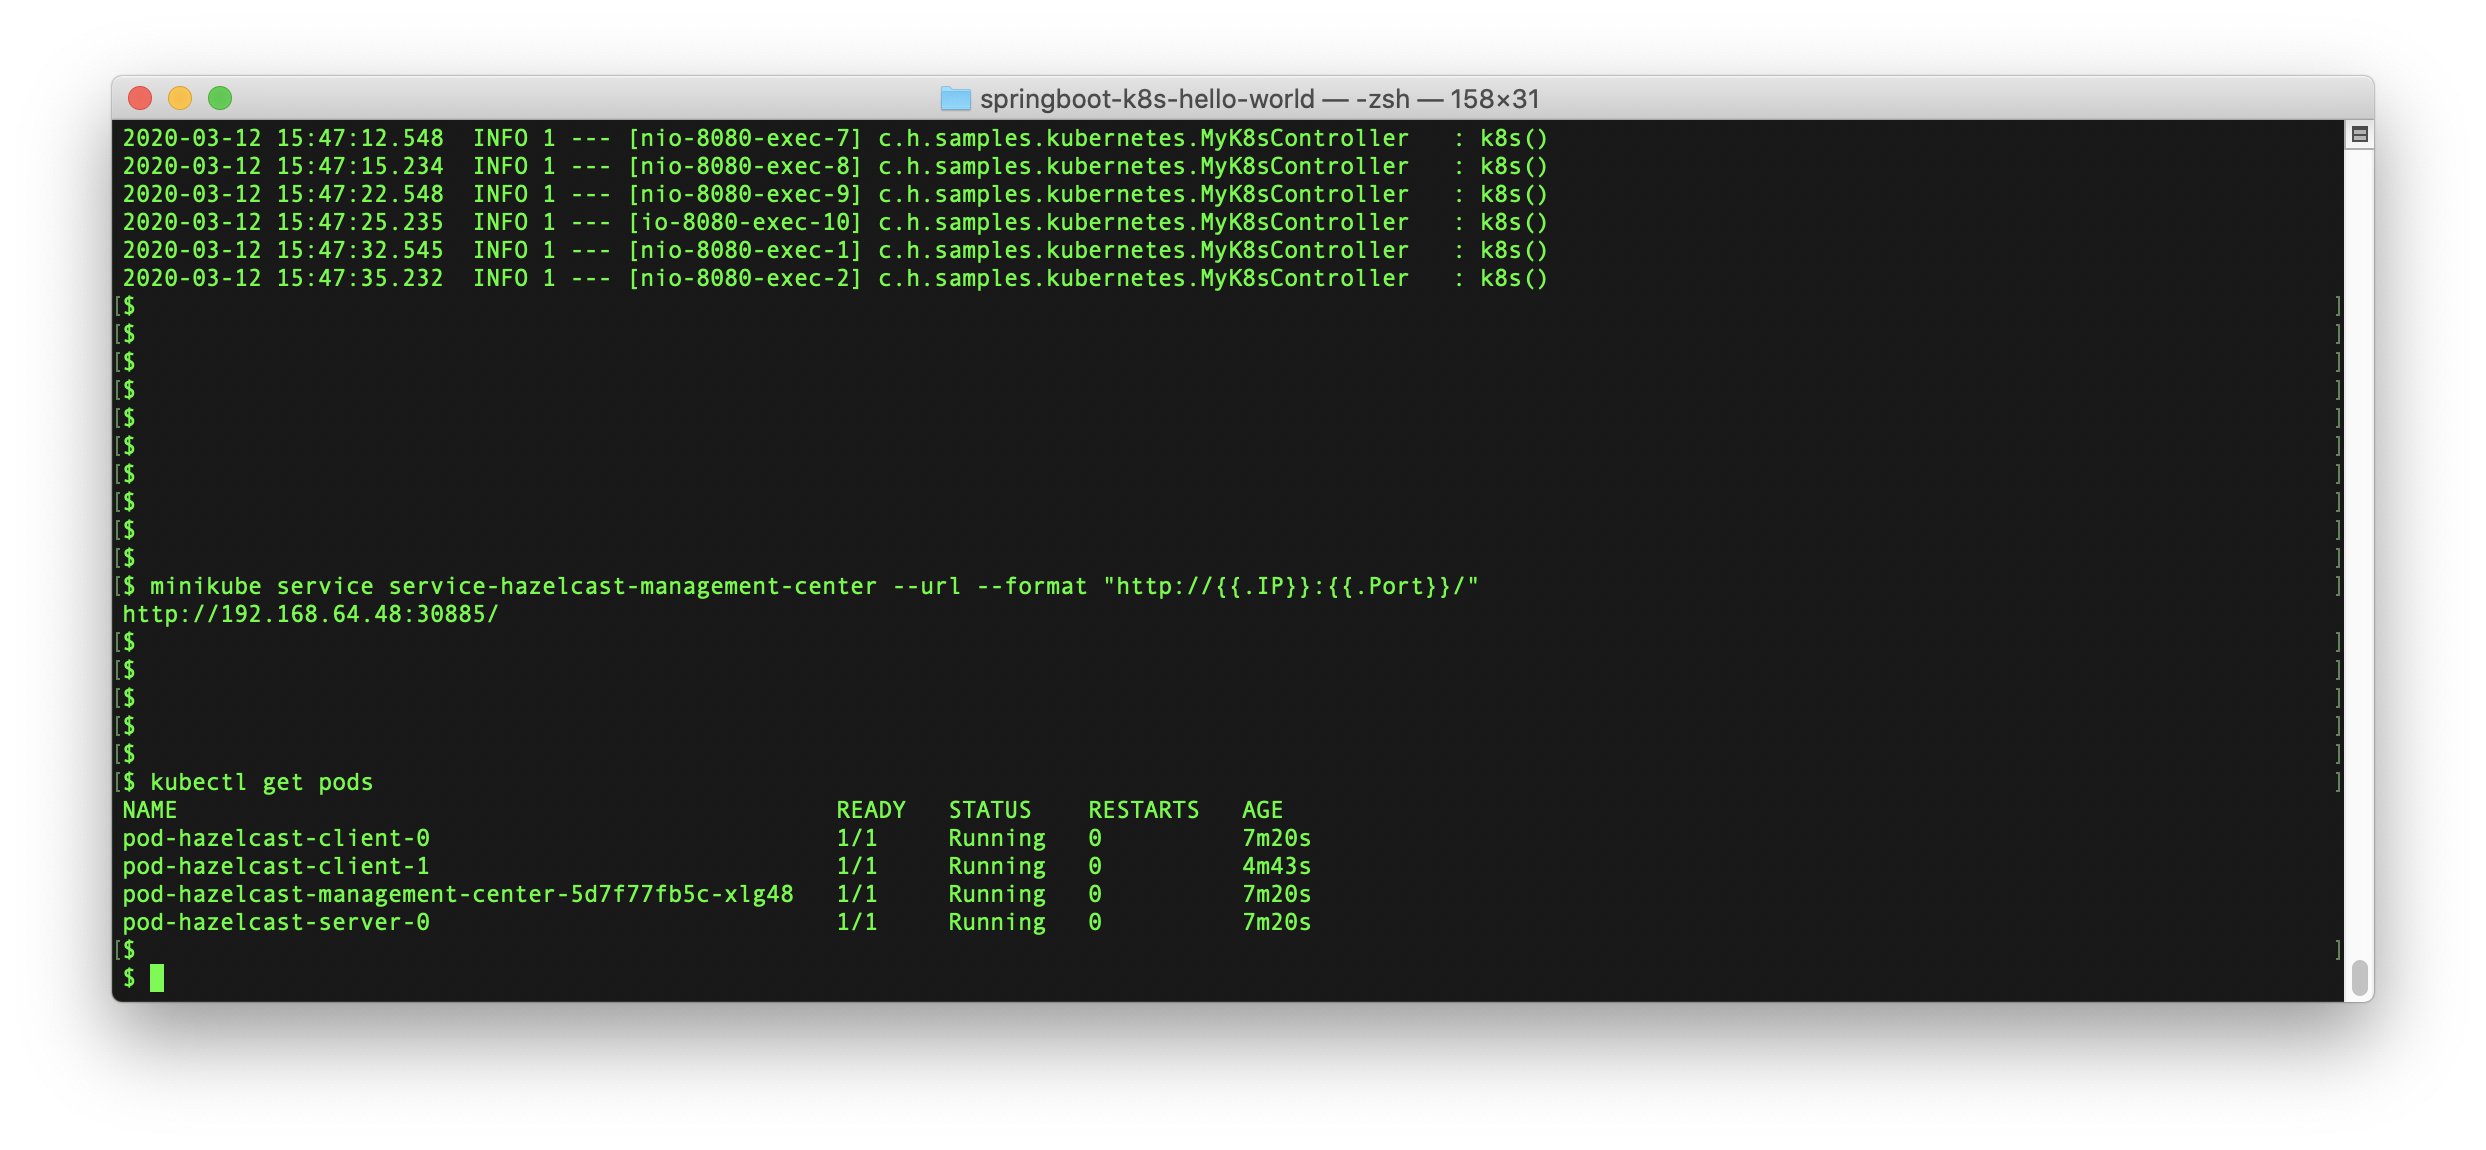 springboot-k8s-hello-world — -zsh — 158×31
2020-03-12 15:47:12.548  INFO 1 --- [nio-8080-exec-7] c.h.samples.kubernetes.MyK8sController   : k8s()
2020-03-12 15:47:15.234  INFO 1 --- [nio-8080-exec-8] c.h.samples.kubernetes.MyK8sController   : k8s()
2020-03-12 15:47:22.548  INFO 1 --- [nio-8080-exec-9] c.h.samples.kubernetes.MyK8sController   : k8s()
2020-03-12 15:47:25.235  INFO 1 --- [io-8080-exec-10] c.h.samples.kubernetes.MyK8sController   : k8s()
2020-03-12 15:47:32.545  INFO 1 --- [nio-8080-exec-1] c.h.samples.kubernetes.MyK8sController   : k8s()
2020-03-12 15:47:35.232  INFO 1 --- [nio-8080-exec-2] c.h.samples.kubernetes.MyK8sController   : k8s()
[$ ]
[$ ]
[$ ]
[$ ]
[$ ]
[$ ]
[$ ]
[$ ]
[$ ]
[$ ]
[$ minikube service service-hazelcast-management-center --url --format "http://{{.IP}}:{{.Port}}/" ]
http://192.168.64.48:30885/
[$ ]
[$ ]
[$ ]
[$ ]
[$ ]
[$ kubectl get pods ]
NAME                                                READY   STATUS    RESTARTS   AGE
pod-hazelcast-client-0                              1/1     Running   0          7m20s
pod-hazelcast-client-1                              1/1     Running   0          4m43s
pod-hazelcast-management-center-5d7f77fb5c-xlg48   1/1     Running   0          7m20s
pod-hazelcast-server-0                              1/1     Running   0          7m20s
[$ ]
$